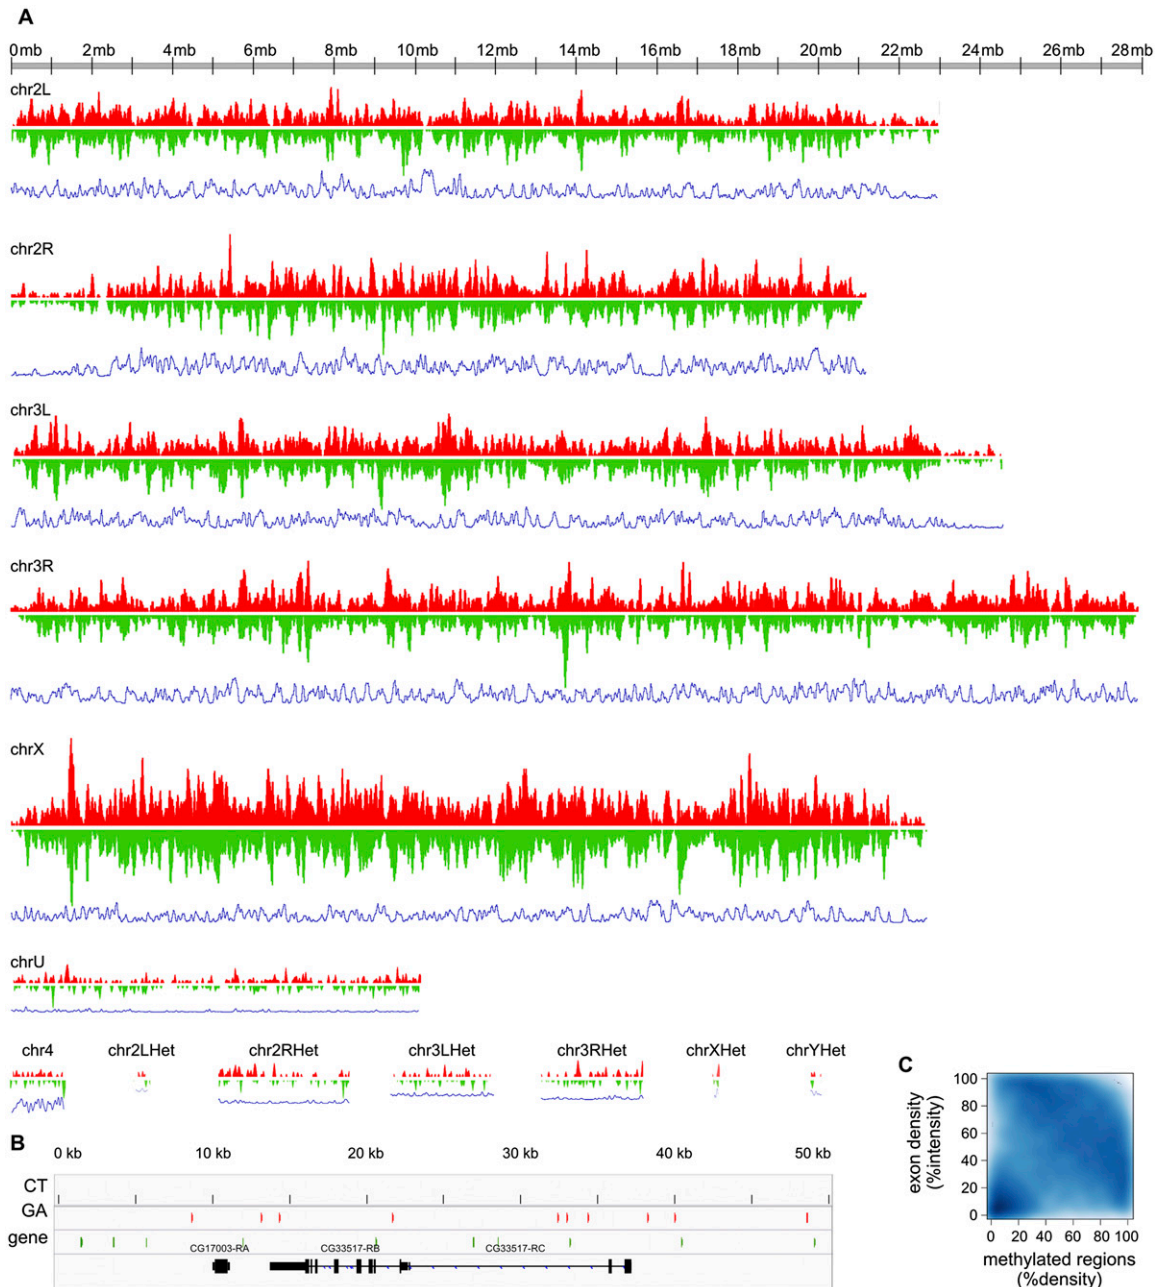 A
0mb 2mb 4mb 6mb 8mb 10mb 12mb 14mb 16mb 18mb 20mb 22mb 24mb 26mb 28mb
chr2L
chr2R
chr3L
chr3R
chrX
chrU
chr4 chr2LHet chr2RHet chr3LHet chr3RHet chrXHet chrYHet
B
0 kb 10 kb 20 kb 30 kb 40 kb 50 kb
CT
GA
gene
CG17003-RA CG33517-RB CG33517-RC
C
exon density
(%intensity)
100
80
60
40
20
0
0 20 40 60 80 100
methylated regions
(%density)